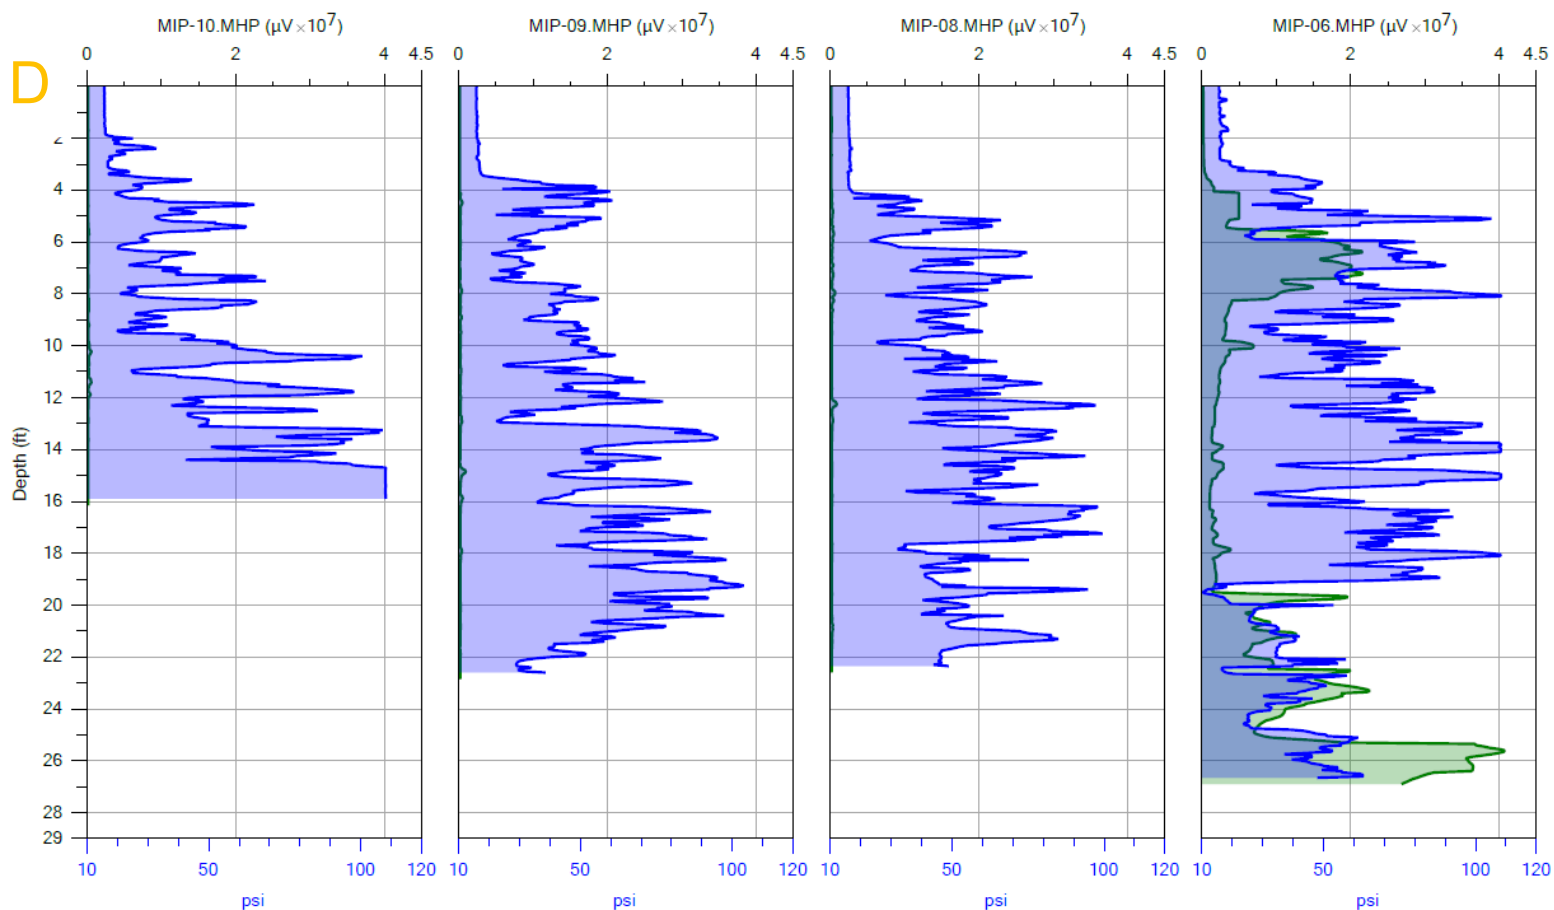 MIP-10.MHP (µV×10⁷) MIP-09.MHP (µV×10⁷) MIP-08.MHP (µV×10⁷) MIP-06.MHP (µV×10⁷)
0 2 4 4.5 0 2 4 4.5 0 2 4 4.5 0 2 4 4.5
D
2
4
6
8
10
12
Depth (ft)
14
16
18
20
22
24
26
28
29
10 50 100 120 10 50 100 120 10 50 100 120 10 50 100 120
psi psi psi psi